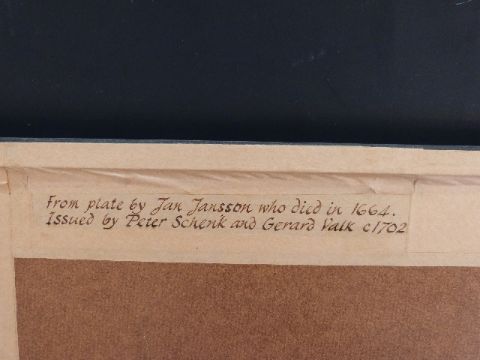 From plate by Jan Jansson who died in 1664.
Issued by Peter Schenk and Gerard Valk c1702